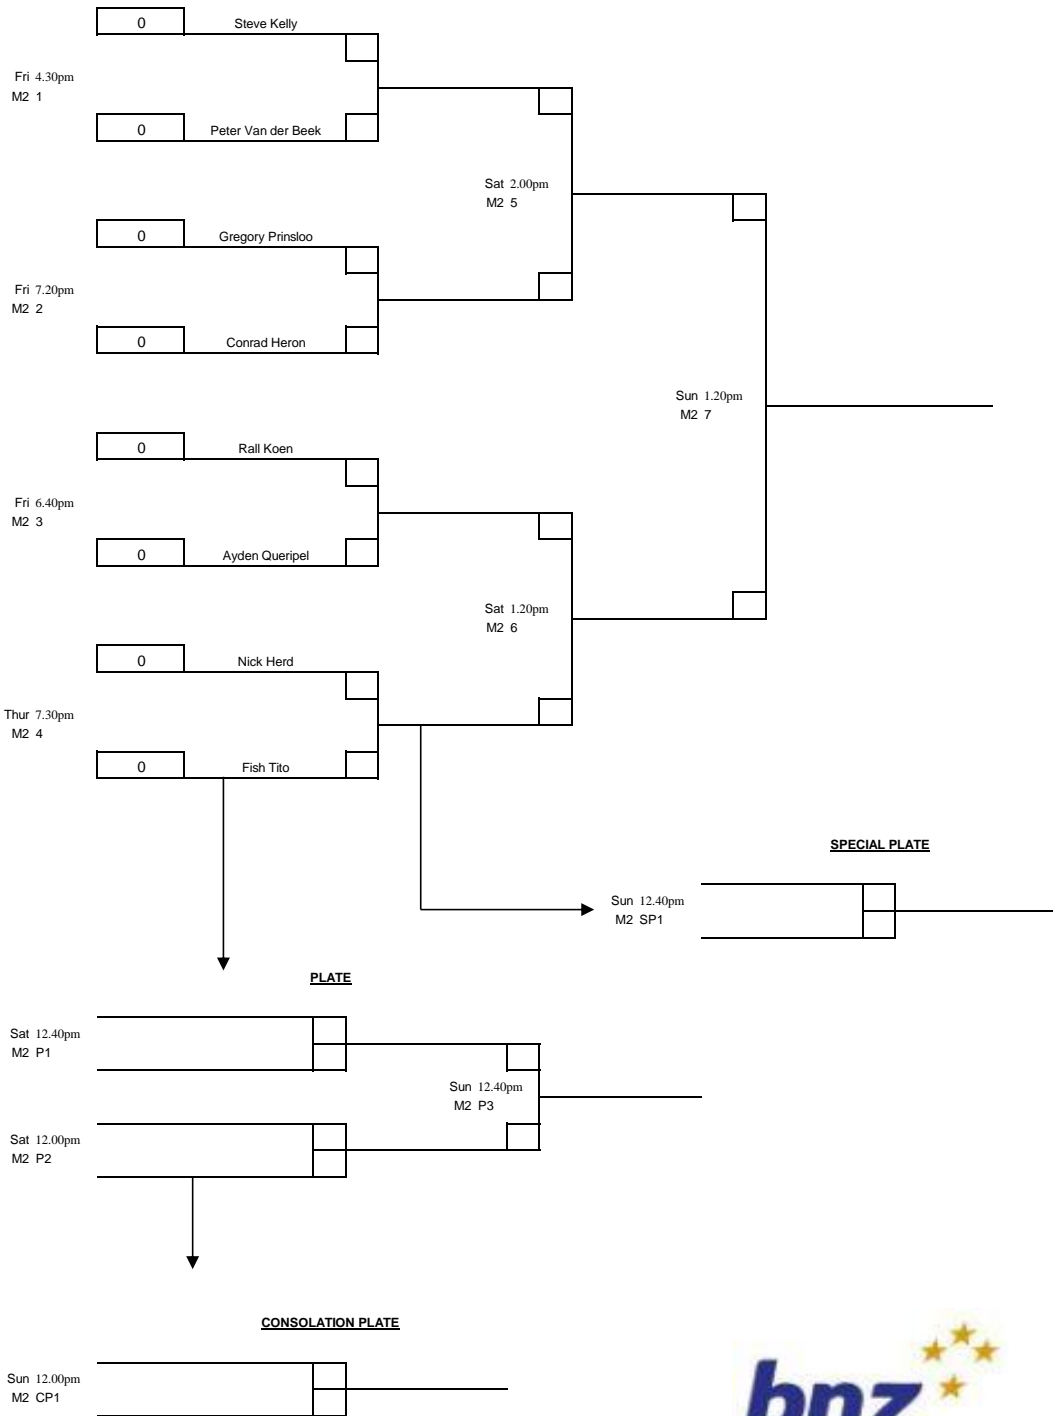 0 Steve Kelly
Fri 4.30pm
M2 1
0 Peter Van der Beek
Sat 2.00pm
M2 5
0 Gregory Prinsloo
Fri 7.20pm
M2 2
0 Conrad Heron
Sun 1.20pm
M2 7
0 Rall Koen
Fri 6.40pm
M2 3
0 Ayden Queripel
Sat 1.20pm
M2 6
0 Nick Herd
Thur 7.30pm
M2 4
0 Fish Tito
SPECIAL PLATE
Sun 12.40pm
M2 SP1
PLATE
Sat 12.40pm
M2 P1
Sun 12.40pm
M2 P3
Sat 12.00pm
M2 P2
CONSOLATION PLATE
Sun 12.00pm
M2 CP1
bnz